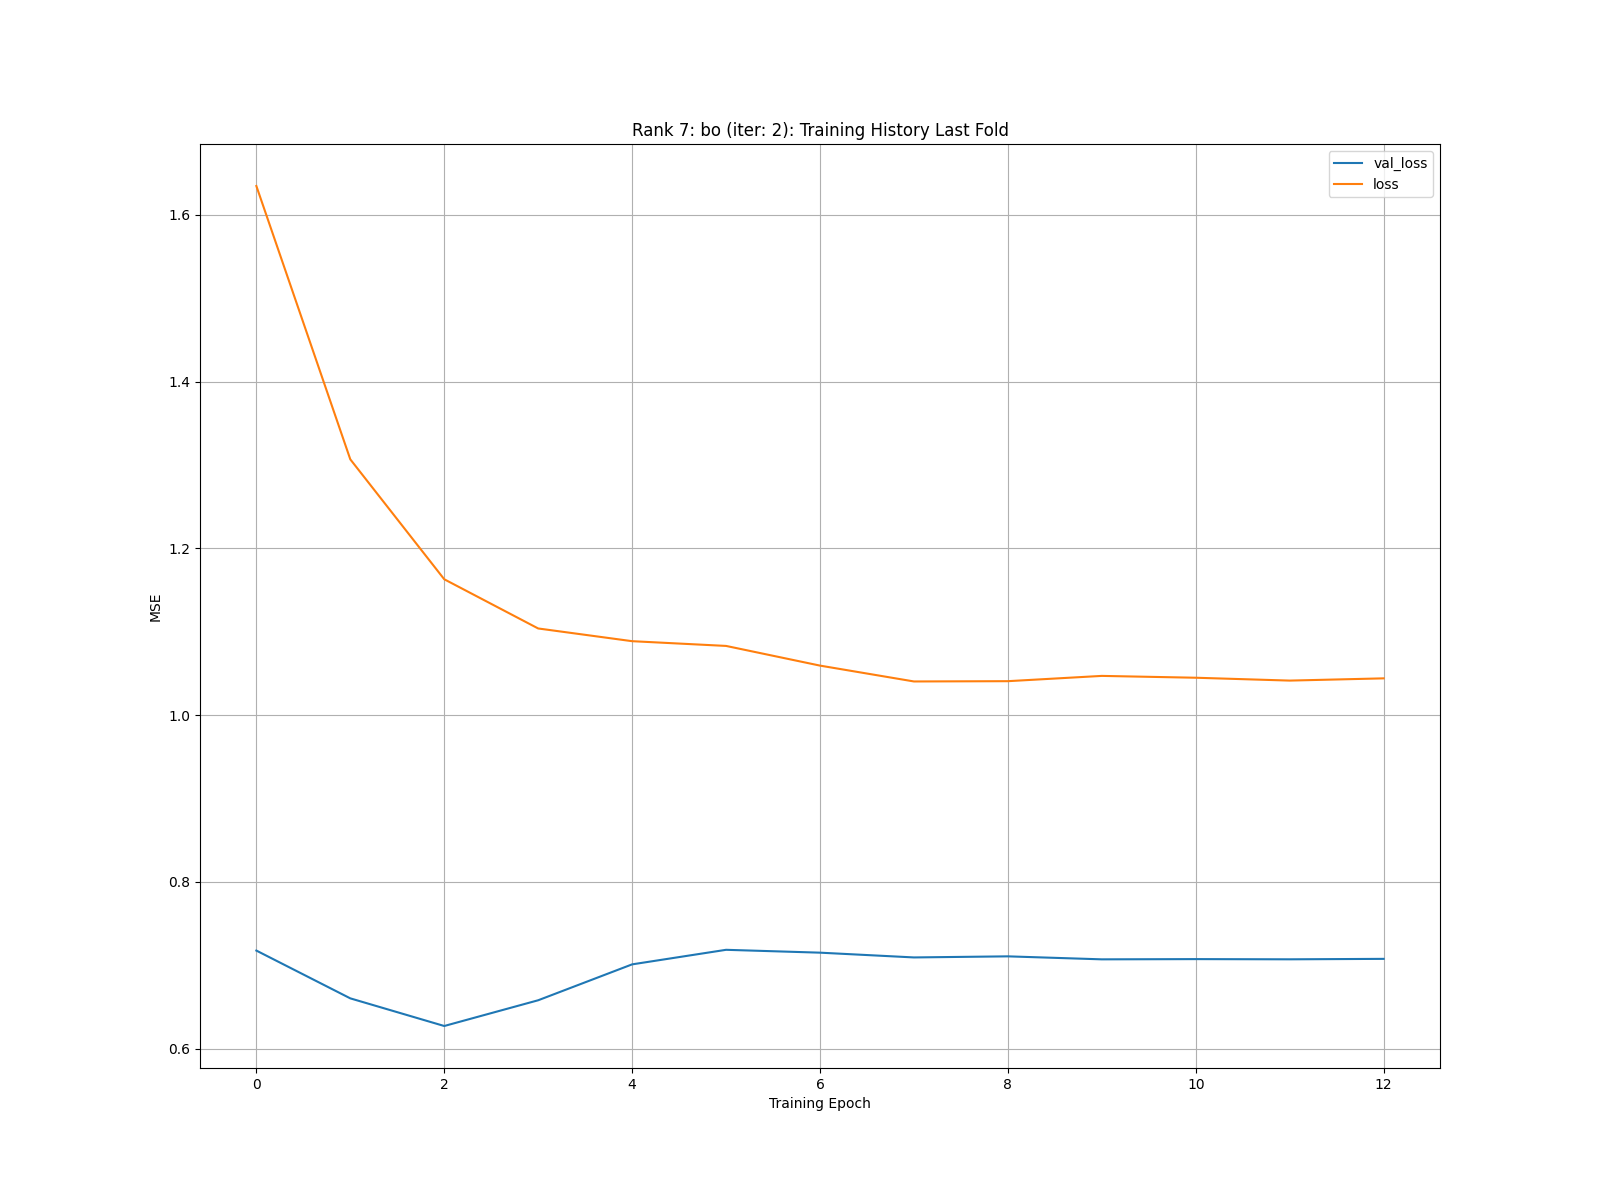 Rank 7: bo (iter: 2): Training History Last Fold
val_loss
loss
1.6
1.4
1.2
1.0
0.8
0.6
MSE
0 2 4 6 8 10 12
Training Epoch